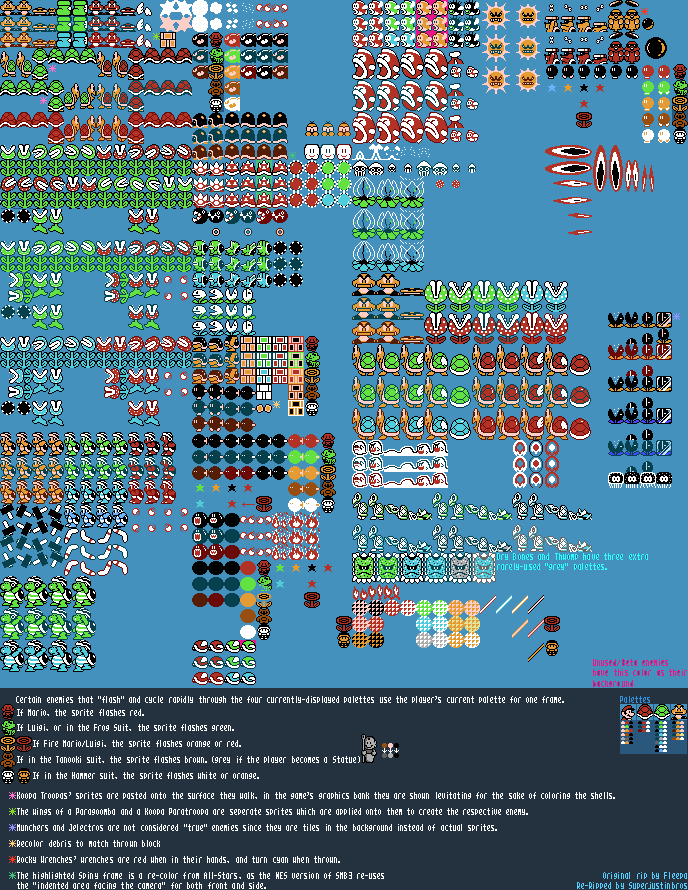 Dry Bones and Thwomp have three extra
rarely-used "grey" palettes.
Unused/Beta enemies
have this color as their
background
Certain enemies that "flash" and cycle rapidly through the four currently-displayed palettes use the player's current palette for one frame.
Palettes
If Mario, the sprite flashes red.
If Luigi, or in the Frog Suit, the sprite flashes green.
If Fire Mario/Luigi, the sprite flashes orange or red.
If in the Tanooki suit, the sprite flashes brown. (grey if the player becomes a Statue)
If in the Hammer suit, the sprite flashes white or orange.
*Koopa Troopas' sprites are pasted onto the surface they walk, in the game's graphics bank they are shown levitating for the sake of coloring the shells.
*The wings of a Paragoomba and a Koopa Paratroopa are seperate sprites which are applied onto them to create the respective enemy.
*Munchers and Jelectros are not considered "true" enemies since they are tiles in the background instead of actual sprites.
*Recolor debris to match thrown block
*Rocky Wrenches' wrenches are red when in their hands, and turn cyan when thrown.
*The highlighted Spiny frame is a re-color from All-Stars, as the NES version of SMB3 re-uses
the "indented area facing the camera" for both front and side.
Original rip by Fleepa
Re-Ripped by Superjustinbros